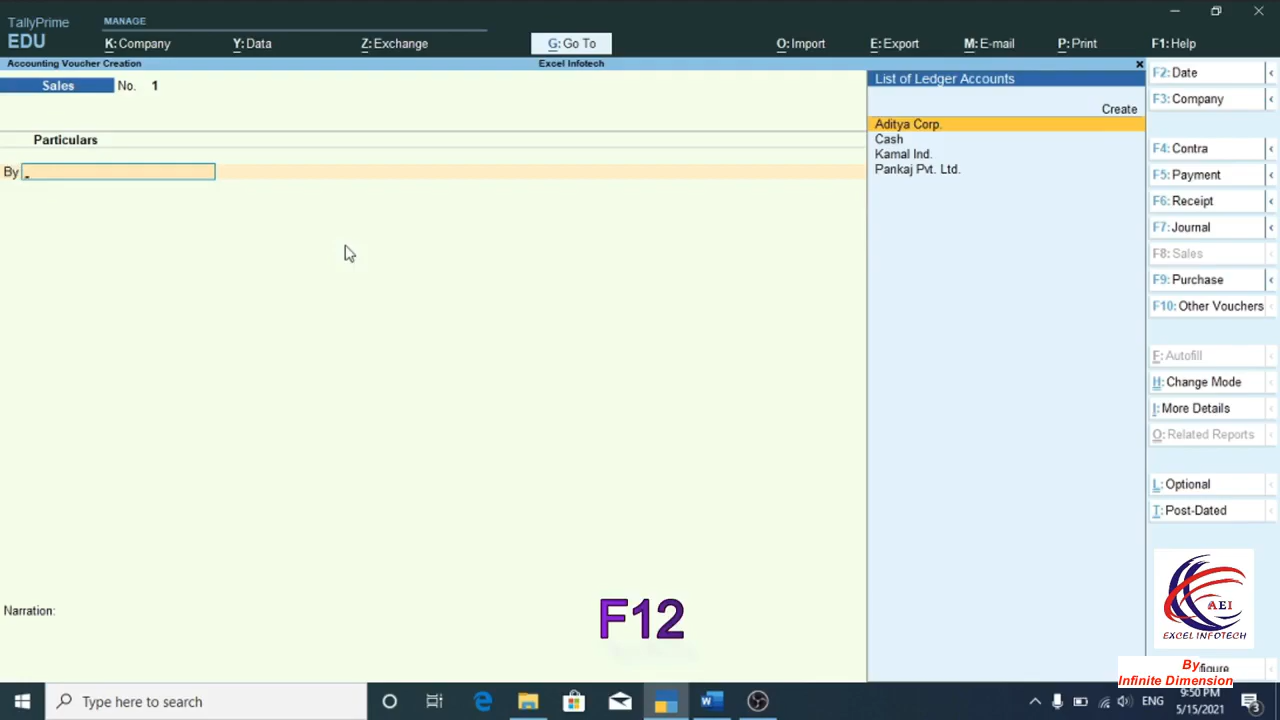 TallyPrime
EDU
MANAGE
K: Company
Y: Data
Z: Exchange
G: Go To
O: Import
E: Export
M: E-mail
P: Print
F1: Help
Accounting Voucher Creation
Excel Infotech
Sales No. 1
Particulars
By
Narration:
List of Ledger Accounts
Create
Aditya Corp.
Cash
Kamal Ind.
Pankaj Pvt. Ltd.
F2: Date
F3: Company
F4: Contra
F5: Payment
F6: Receipt
F7: Journal
F8: Sales
F9: Purchase
F10: Other Vouchers
F: Autofill
H: Change Mode
I: More Details
O: Related Reports
L: Optional
T: Post-Dated
F12
AEI
EXCEL INFOTECH
By
Infinite Dimension
Type here to search
ENG
9:50 PM
5/15/2021
3